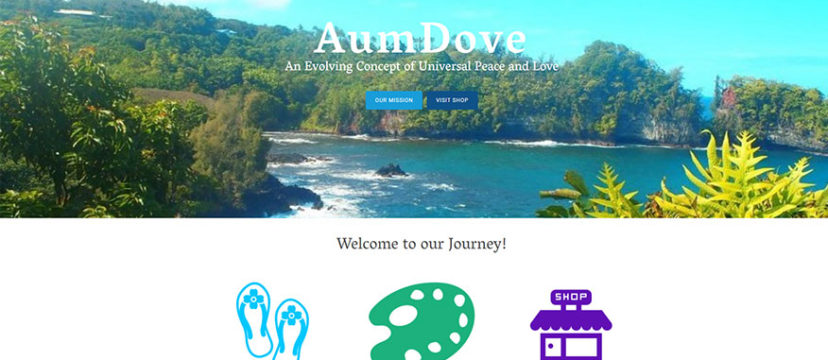 AumDove
An Evolving Concept of Universal Peace and Love
OUR MISSION VISIT SHOP
Welcome to our Journey!
SHOP